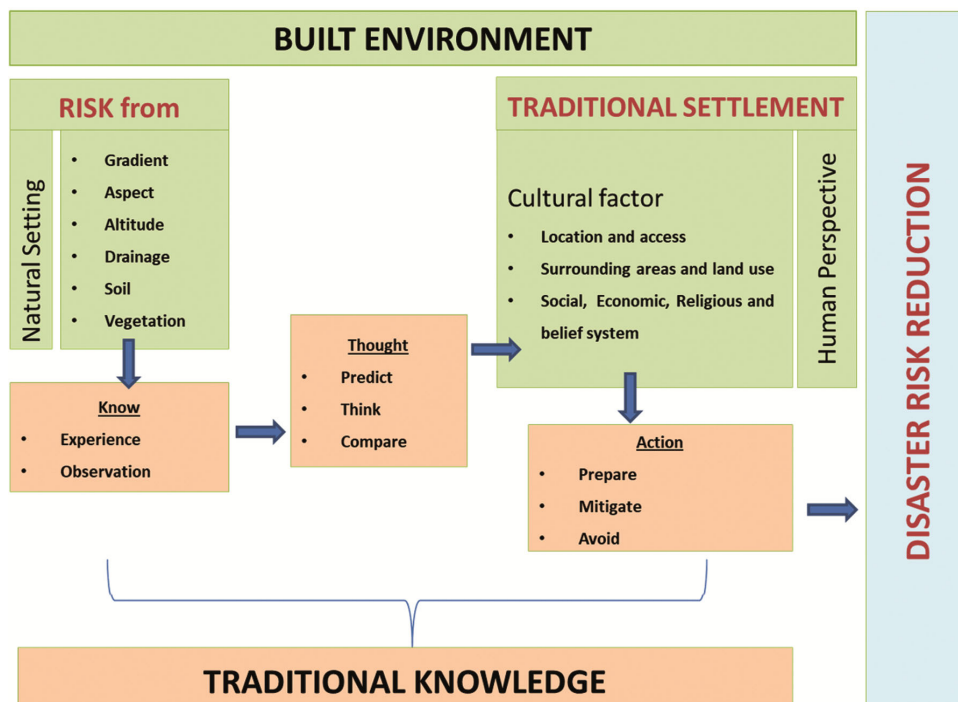 BUILT ENVIRONMENT
RISK from
Natural Setting
• Gradient
• Aspect
• Altitude
• Drainage
• Soil
• Vegetation
Know
• Experience
• Observation
Thought
• Predict
• Think
• Compare
TRADITIONAL SETTLEMENT
Cultural factor
• Location and access
• Surrounding areas and land use
• Social, Economic, Religious and
belief system
Human Perspective
Action
• Prepare
• Mitigate
• Avoid
DISASTER RISK REDUCTION
TRADITIONAL KNOWLEDGE